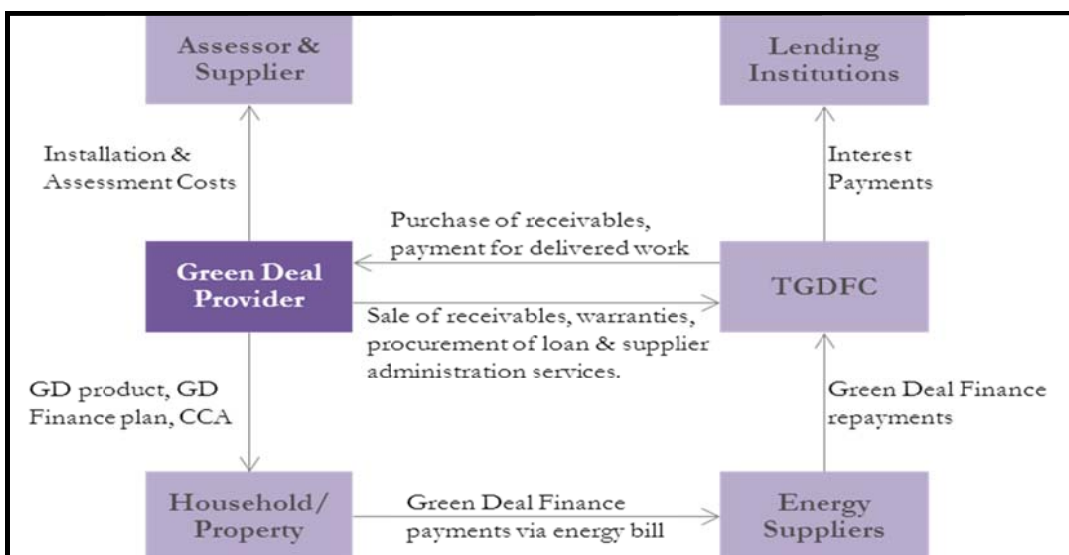 Assessor &
Supplier
Lending
Institutions
Installation &
Assessment Costs
Interest
Payments
Purchase of receivables,
payment for delivered work
Green Deal
Provider
TGDFC
Sale of receivables, warranties,
procurement of loan & supplier
administration services.
GD product, GD
Finance plan, CCA
Green Deal Finance
repayments
Household/
Property
Green Deal Finance
payments via energy bill
Energy
Suppliers